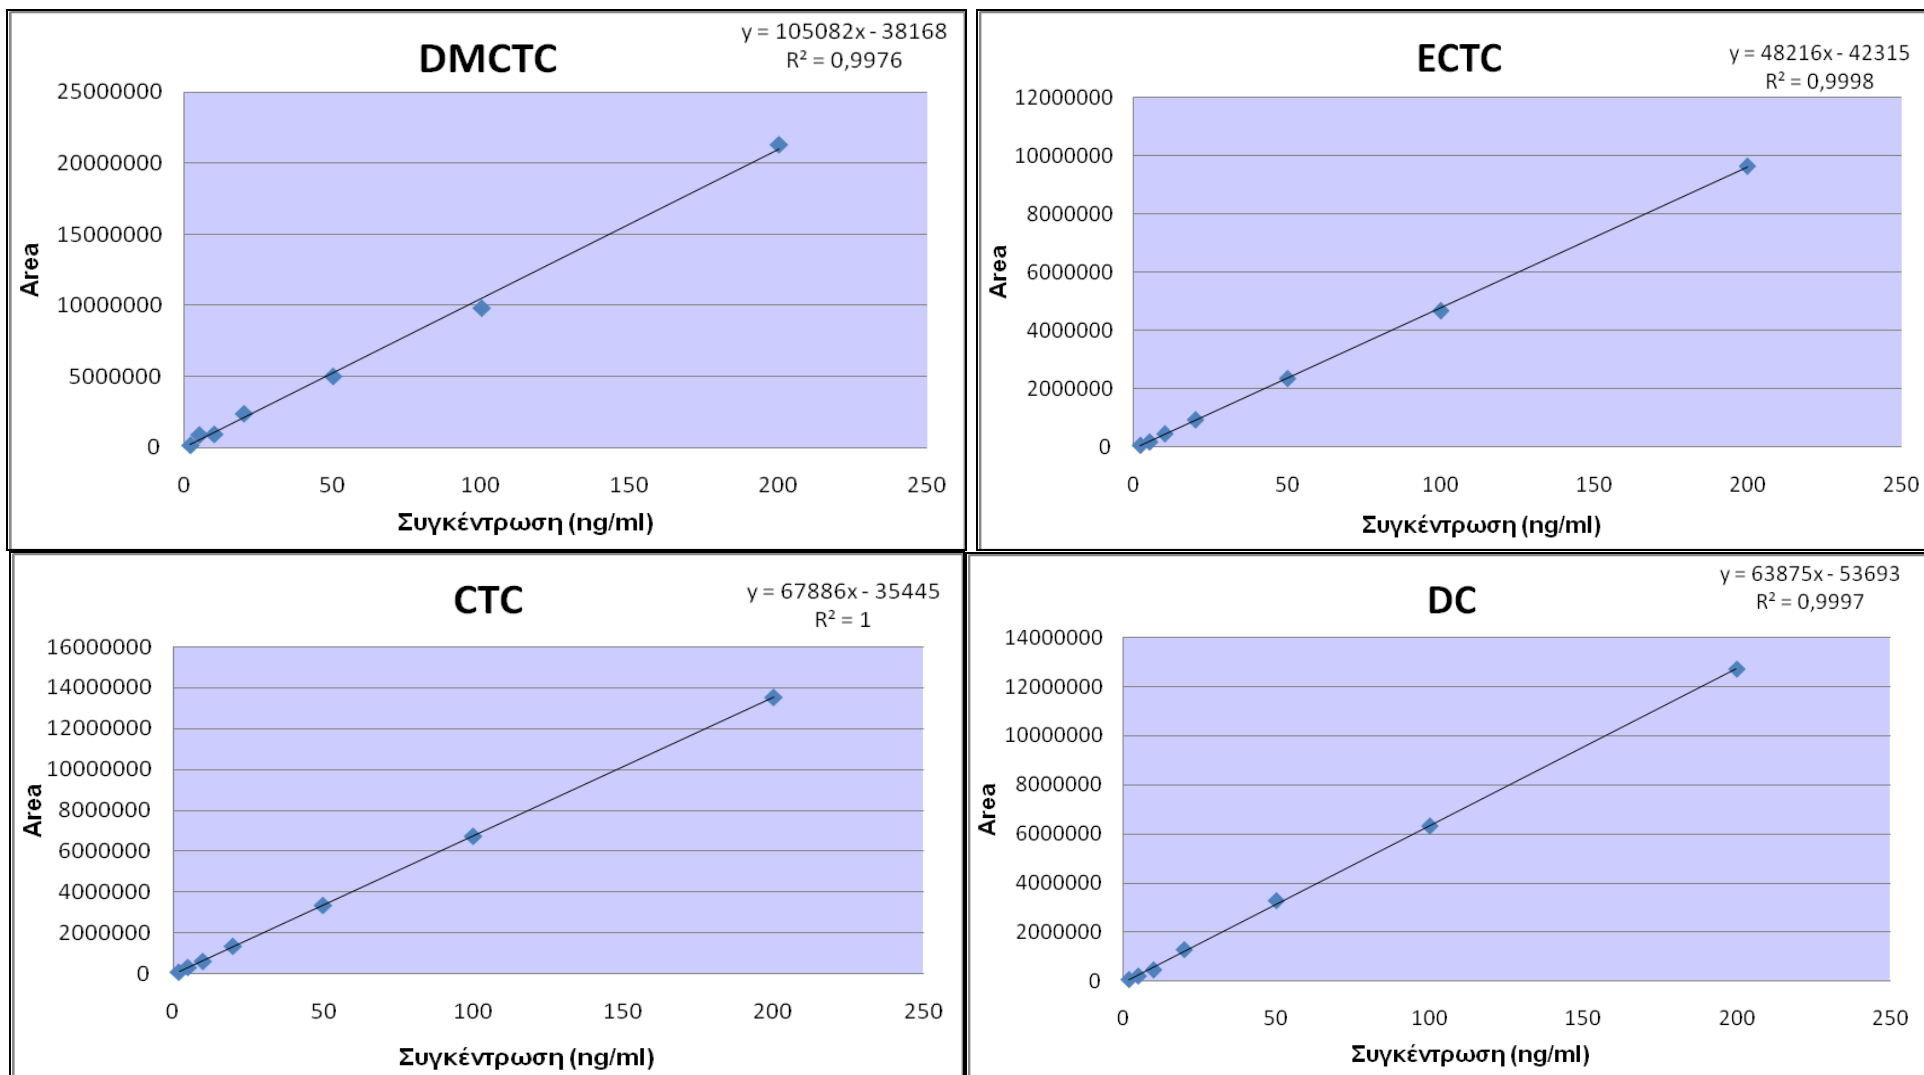 DMCTC
y = 105082x - 38168
R² = 0,9976
25000000
20000000
15000000
10000000
5000000
0
0 50 100 150 200 250
Area
Συγκέντρωση (ng/ml)
ECTC
y = 48216x - 42315
R² = 0,9998
12000000
10000000
8000000
6000000
4000000
2000000
0
0 50 100 150 200 250
Area
Συγκέντρωση (ng/ml)
CTC
y = 67886x - 35445
R² = 1
16000000
14000000
12000000
10000000
8000000
6000000
4000000
2000000
0
0 50 100 150 200 250
Area
Συγκέντρωση (ng/ml)
DC
y = 63875x - 53693
R² = 0,9997
14000000
12000000
10000000
8000000
6000000
4000000
2000000
0
0 50 100 150 200 250
Area
Συγκέντρωση (ng/ml)